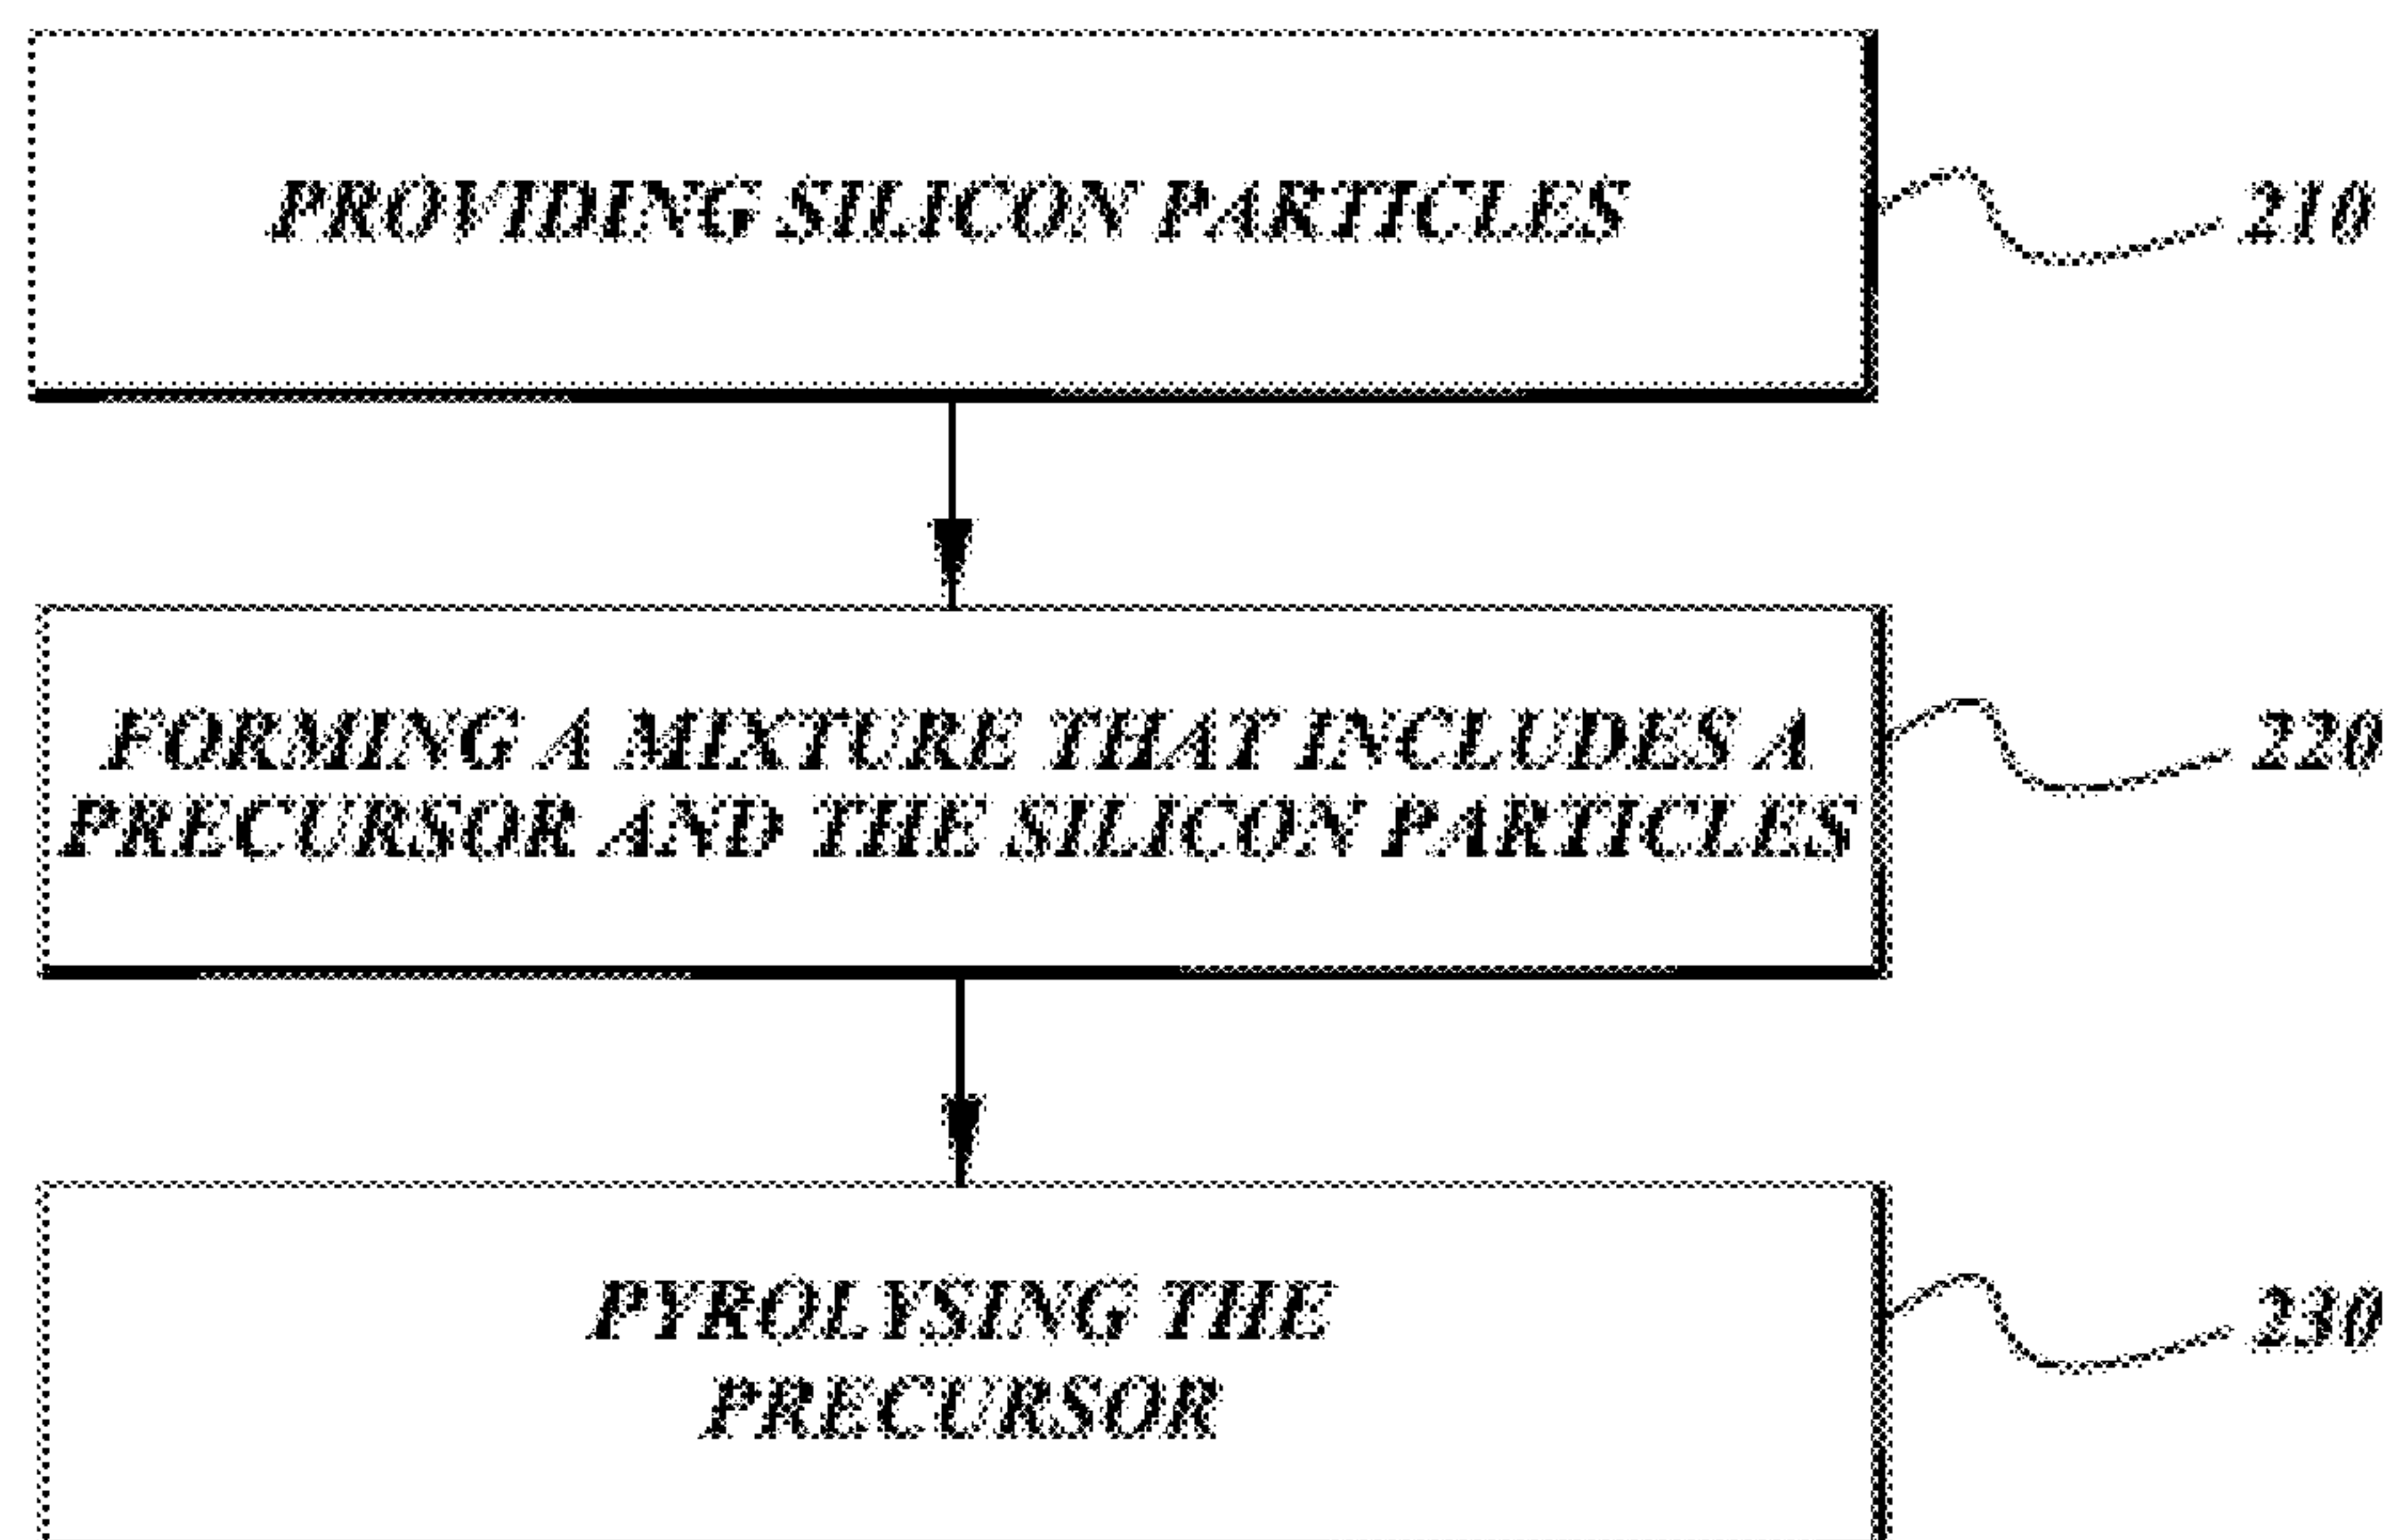 PROVIDING SILICON PARTICLES
210
FORMING A MIXTURE THAT INCLUDES A
PRECURSOR AND THE SILICON PARTICLES
220
PYROLYSING THE
PRECURSOR
230